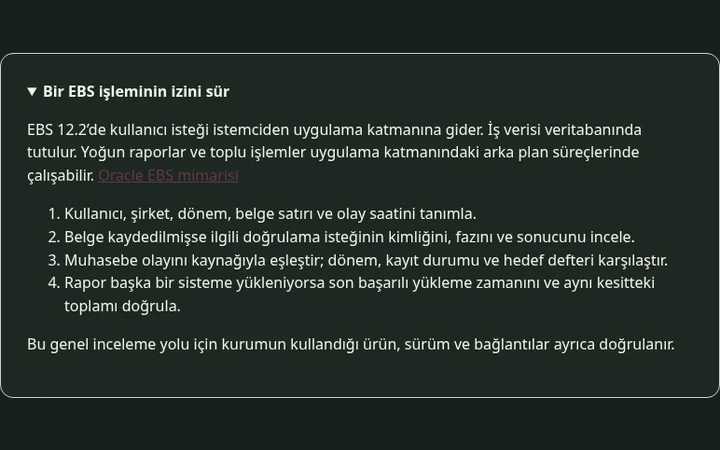 ▼ Bir EBS işleminin izini sür
EBS 12.2’de kullanıcı isteği istemciden uygulama katmanına gider. İş verisi veritabanında
tutulur. Yoğun raporlar ve toplu işlemler uygulama katmanındaki arka plan süreçlerinde
çalışabilir. Oracle EBS mimarisi
1. Kullanıcı, şirket, dönem, belge satırı ve olay saatini tanımla.
2. Belge kaydedilmişse ilgili doğrulama isteğinin kimliğini, fazını ve sonucunu incele.
3. Muhasebe olayını kaynağıyla eşleştir; dönem, kayıt durumu ve hedef defteri karşılaştır.
4. Rapor başka bir sisteme yükleniyorsa son başarılı yükleme zamanını ve aynı kesitteki
toplamı doğrula.
Bu genel inceleme yolu için kurumun kullandığı ürün, sürüm ve bağlantılar ayrıca doğrulanır.